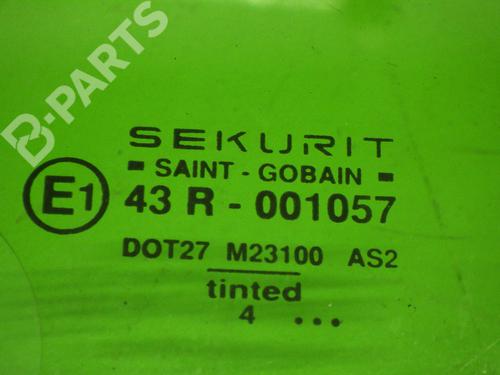 B-PARTS
SEKURIT
SAINT - GOBAIN
E1 43 R - 001057
DOT27 M23100 AS2
tinted
4 ...